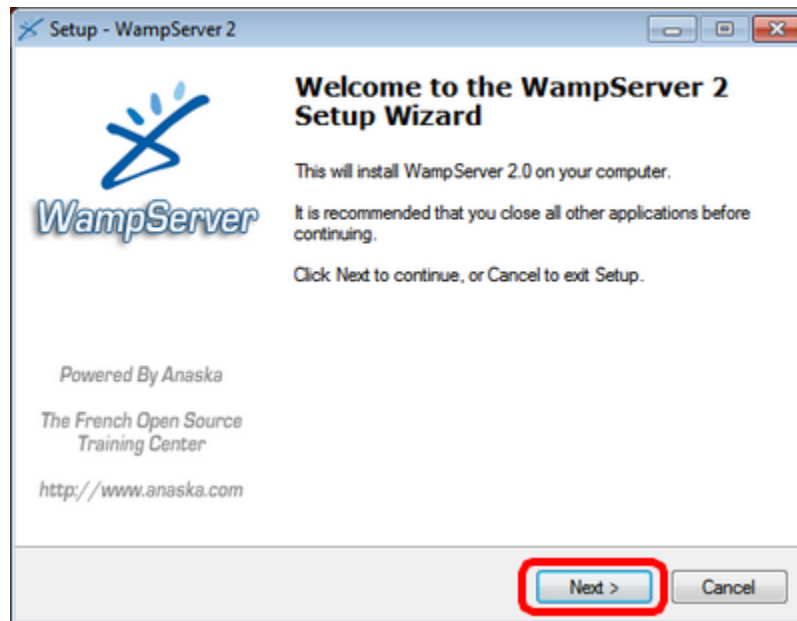 Setup - WampServer 2
Welcome to the WampServer 2
Setup Wizard
This will install WampServer 2.0 on your computer.
It is recommended that you close all other applications before
continuing.
Click Next to continue, or Cancel to exit Setup.
WampServer
Powered By Anaska
The French Open Source
Training Center
http://www.anaska.com
Next >
Cancel